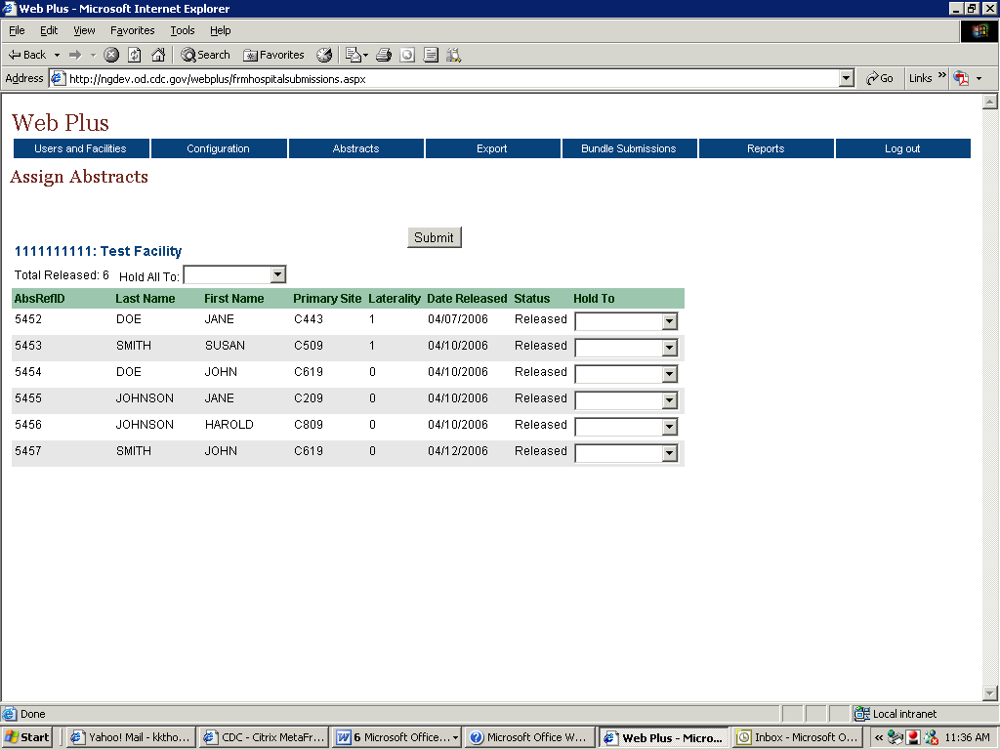 Web Plus - Microsoft Internet Explorer
File Edit View Favorites Tools Help
Back Search Favorites
Address http://ngdev.od.cdc.gov/webplus/frmhospitalsubmissions.aspx Go Links »
Web Plus
Users and Facilities Configuration Abstracts Export Bundle Submissions Reports Log out
Assign Abstracts
Submit
1111111111: Test Facility
Total Released: 6 Hold All To:
AbsRefID Last Name First Name Primary Site Laterality Date Released Status Hold To
5452 DOE JANE C443 1 04/07/2006 Released
5453 SMITH SUSAN C509 1 04/10/2006 Released
5454 DOE JOHN C619 0 04/10/2006 Released
5455 JOHNSON JANE C209 0 04/10/2006 Released
5456 JOHNSON HAROLD C809 0 04/10/2006 Released
5457 SMITH JOHN C619 0 04/12/2006 Released
Done Local intranet
Start Yahoo! Mail - kktho... CDC - Citrix MetaFr... 6 Microsoft Office... Microsoft Office W... Web Plus - Micro... Inbox - Microsoft O... « 11:36 AM